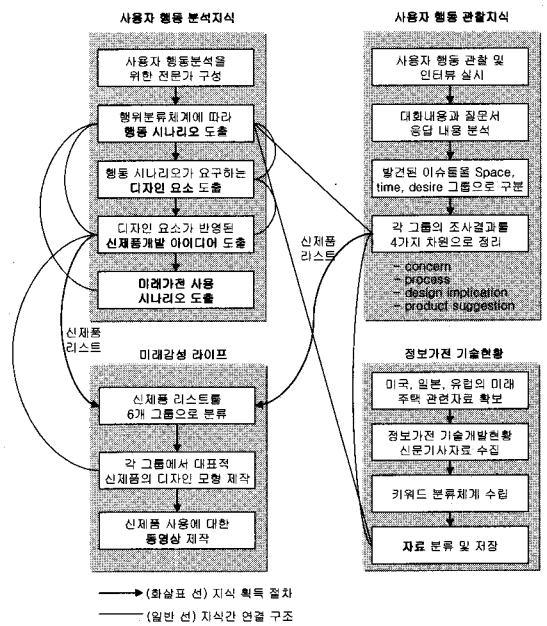 사용자 행동 분석지식
사용자 행동분석을
위한 전문가 구성
행위분류체계에 따라
행동 시나리오 도출
행동 시나리오가 요구하는
디자인 요소 도출
디자인 요소가 반영된
신제품개발 아이디어 도출
미래가전 사용
시나리오 도출
사용자 행동 관찰지식
사용자 행동 관찰 및
인터뷰 실시
대화내용과 질문서
응답 내용 분석
발견된 이슈들을 Space,
time, desire 그룹으로 구분
각 그룹의 조사결과를
4가지 차원으로 정리
– concern
– process
– design implication
– product suggestion
신제품
리스트
신제품
리스트
미래감성 라이프
신제품 리스트를
6개 그룹으로 분류
각 그룹에서 대표적
신제품의 디자인 모형 제작
신제품 사용에 대한
동영상 제작
정보가전 기술현황
미국, 일본, 유럽의 미래
주택 관련자료 확보
정보가전 기술개발현황
신문기사자료 수집
키워드 분류체계 수립
자료 분류 및 저장
(화살표 선) 지식 획득 절차
(일반 선) 지식간 연결 구조